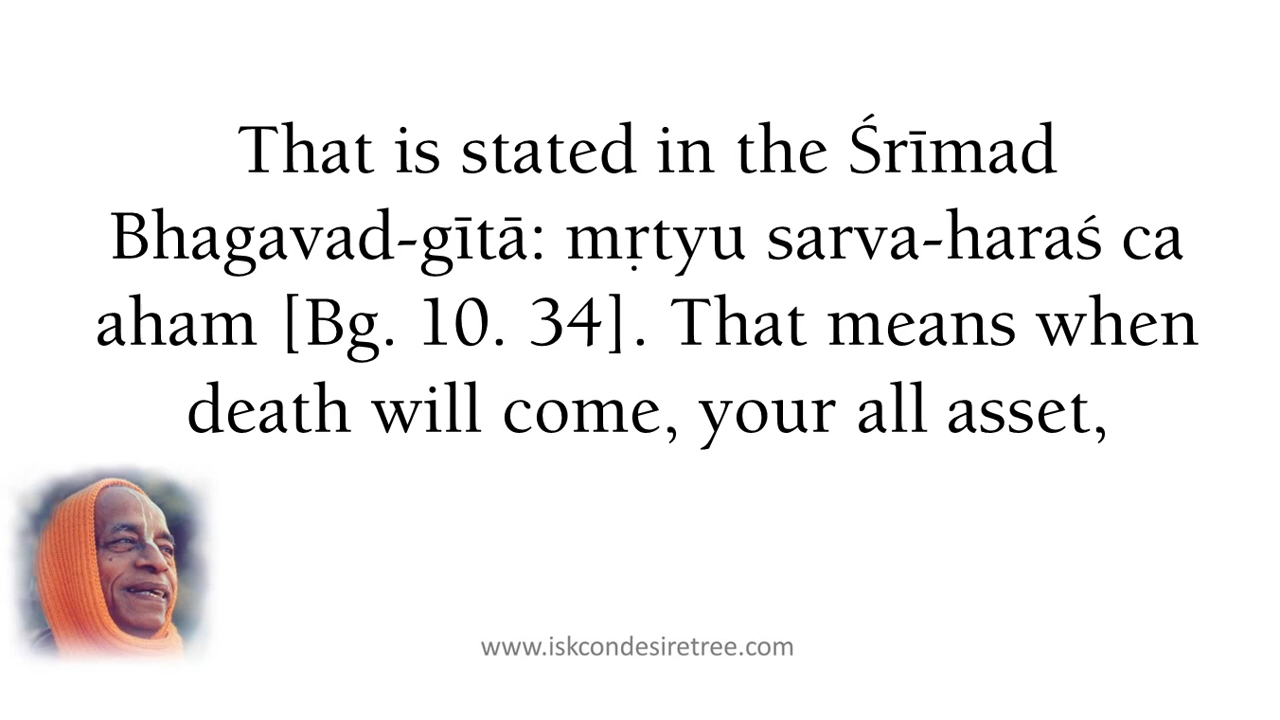 That is stated in the Śrīmad
Bhagavad-gītā: mṛtyu sarva-haraś ca
aham [Bg. 10. 34]. That means when
death will come, your all asset,
www.iskcondesiretree.com